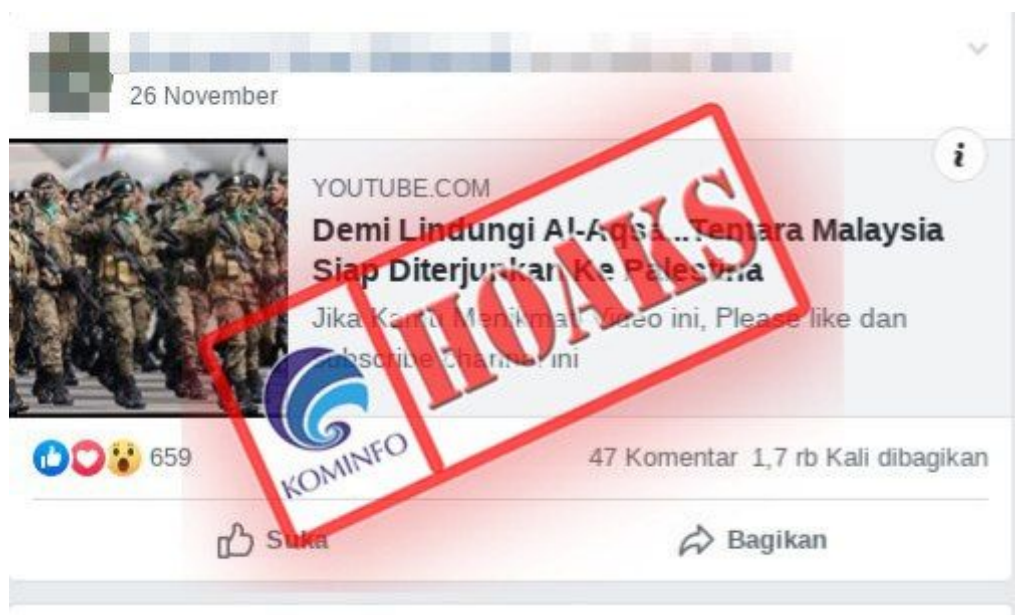 26 November
YOUTUBE.COM
Demi Lindungi Al-Aqsa...Tentara Malaysia
Siap Diterjunkan Ke Palestina
Jika Kamu Menikmati Video ini, Please like dan
Subscribe Channel ini
HOAKS
KOMINFO
659
47 Komentar 1,7 rb Kali dibagikan
Suka
Bagikan